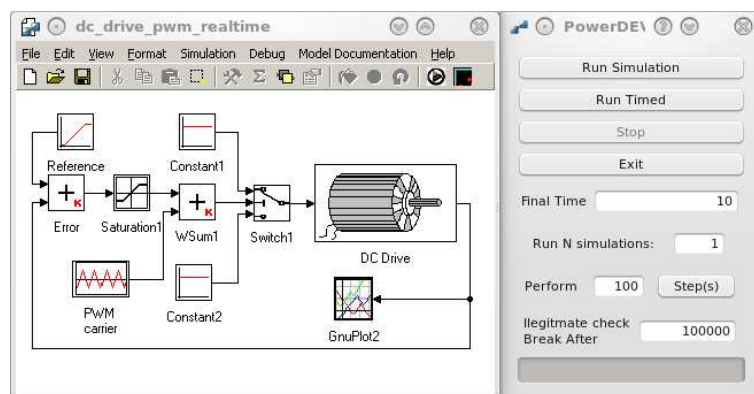 dc_drive_pwm_realtime
File Edit View Format Simulation Debug Model Documentation Help
Reference
Constant1
Error
Saturation1
WSum1
Switch1
DC Drive
PWM
carrier
Constant2
GnuPlot2
K
K
PowerDEV
Run Simulation
Run Timed
Stop
Exit
Final Time 10
Run N simulations: 1
Perform 100 Step(s)
Ilegitmate check
Break After 100000